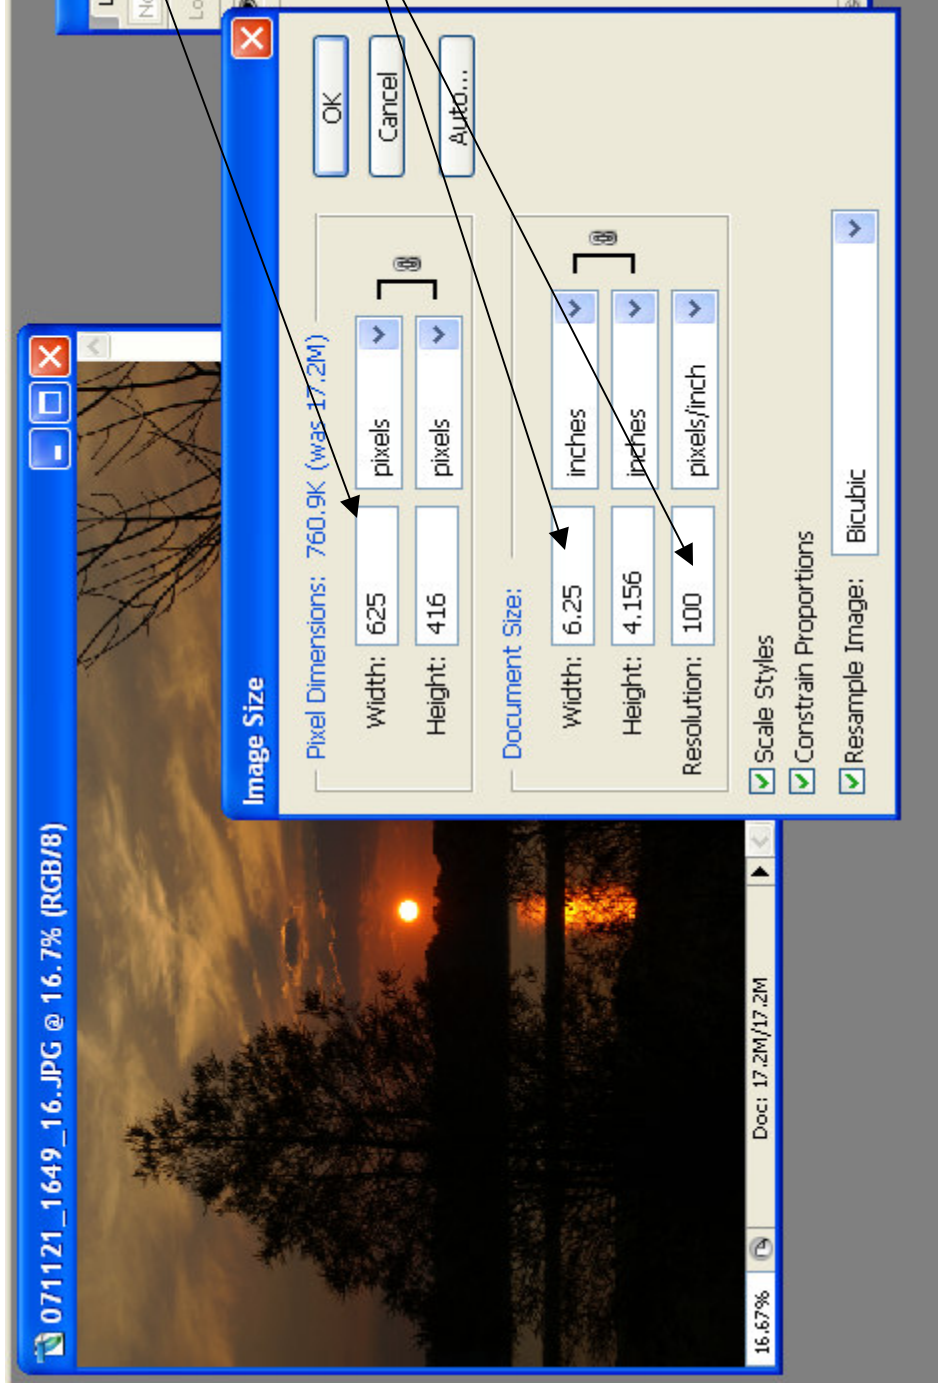 071121_1649_16.JPG @ 16.7% (RGB/8)
Image Size
Pixel Dimensions: 760.9K (was 17.2M)
Width: 625 pixels
Height: 416 pixels
Document Size:
Width: 6.25 inches
Height: 4.156 inches
Resolution: 100 pixels/inch
Scale Styles
Constrain Proportions
Resample Image: Bicubic
OK
Cancel
Auto...
16.67% Doc: 17.2M/17.2M